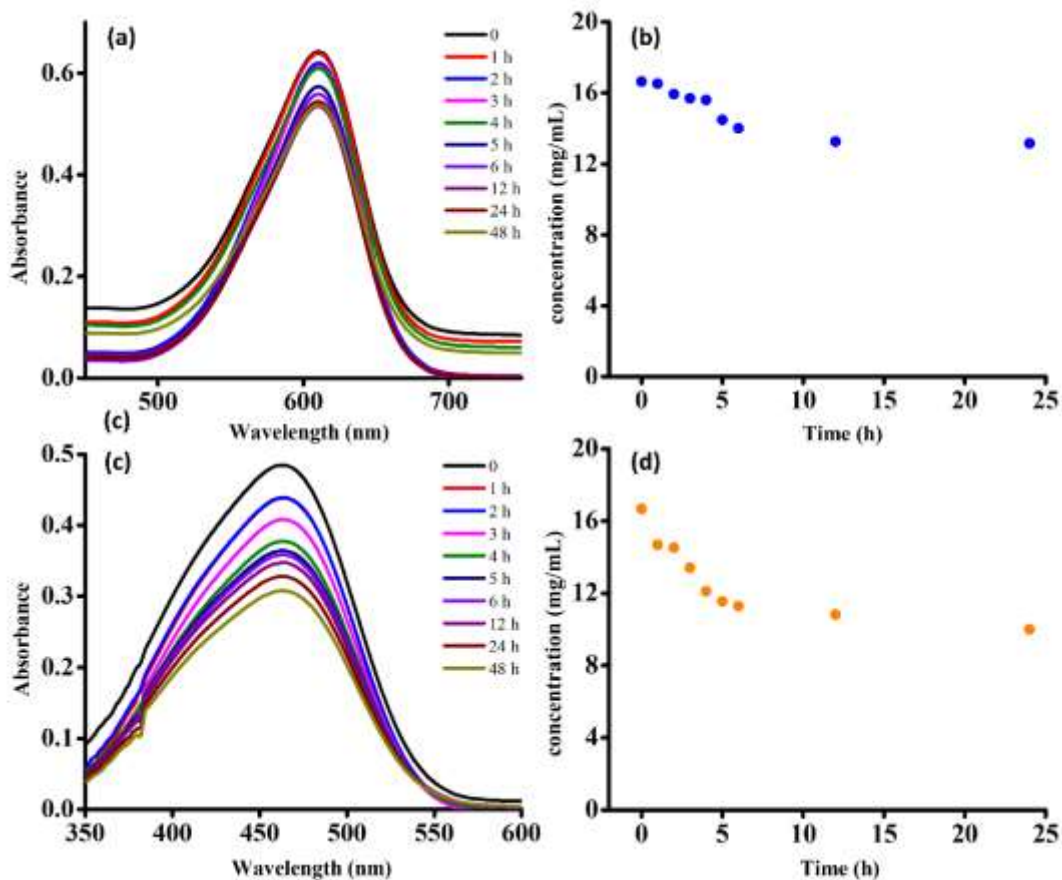 (a)
0
1 h
2 h
3 h
4 h
5 h
6 h
12 h
24 h
48 h
0.6
0.4
0.2
0.0
Absorbance
500
600
700
Wavelength (nm)
(b)
20
16
12
8
4
0
concentration (mg/mL)
0
5
10
15
20
25
Time (h)
(c)
(c)
0
1 h
2 h
3 h
4 h
5 h
6 h
12 h
24 h
48 h
0.5
0.4
0.3
0.2
0.1
0.0
Absorbance
350
400
450
500
550
600
Wavelength (nm)
(d)
20
16
12
8
4
0
concentration (mg/mL)
0
5
10
15
20
25
Time (h)